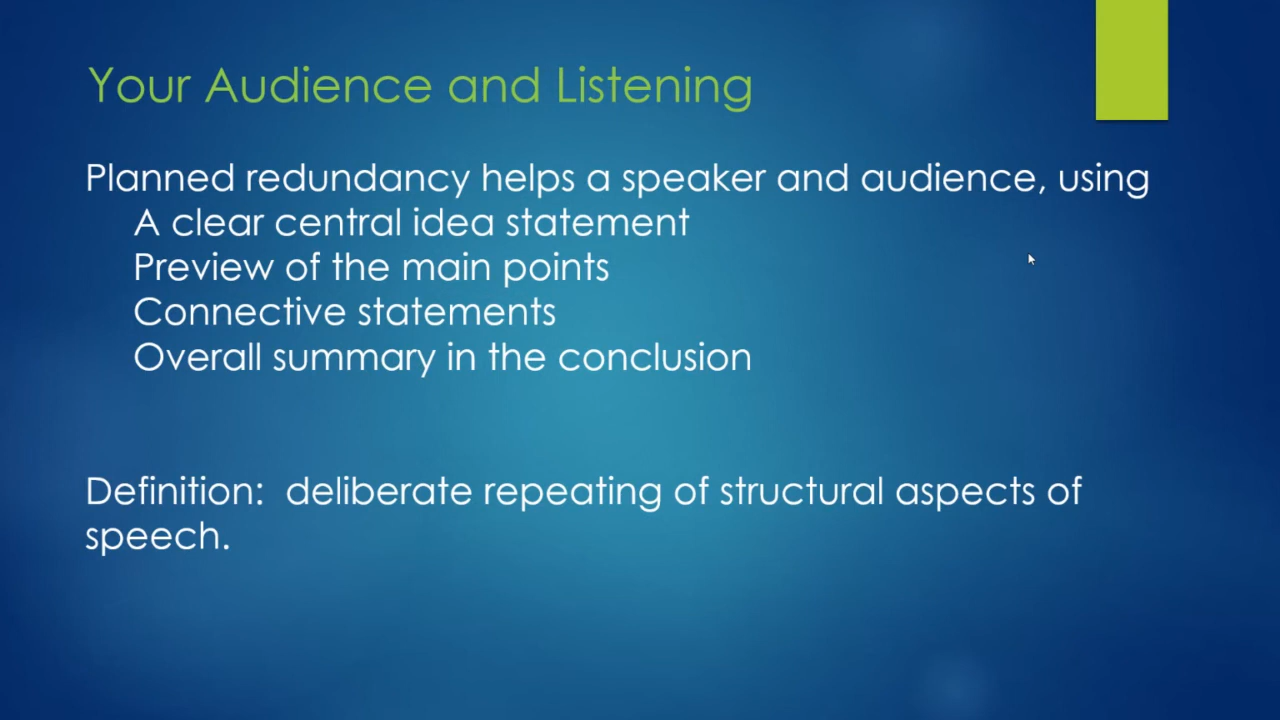 Your Audience and Listening
Planned redundancy helps a speaker and audience, using
A clear central idea statement
Preview of the main points
Connective statements
Overall summary in the conclusion
Definition:  deliberate repeating of structural aspects of
speech.